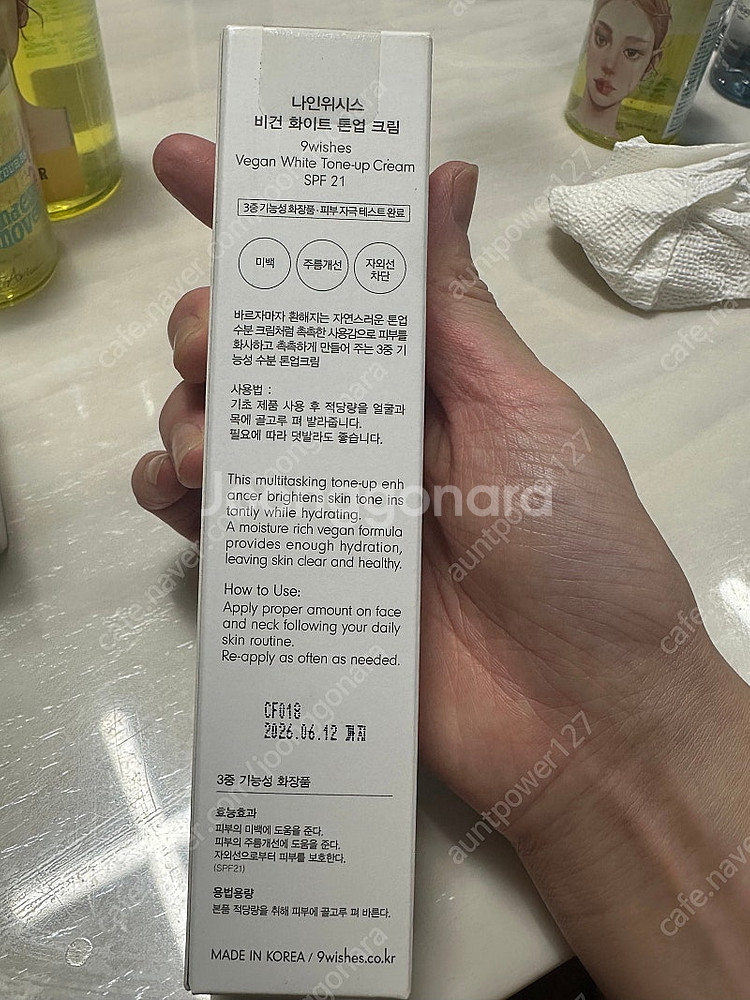 나인위시스
비건 화이트 톤업 크림
9wishes
Vegan White Tone-up Cream
SPF 21
3중 기능성 화장품·피부 자극 테스트 완료
미백
주름개선
자외선
차단
바르자마자 환해지는 자연스러운 톤업
수분 크림처럼 촉촉한 사용감으로 피부를
화사하고 촉촉하게 만들어 주는 3중 기
능성 수분 톤업크림
사용법 :
기초 제품 사용 후 적당량을 얼굴과
목에 골고루 펴 발라줍니다.
필요에 따라 덧발라도 좋습니다.
This multitasking tone-up enh
ancer brightens skin tone ins
tantly while hydrating.
A moisture rich vegan formula
provides enough hydration,
leaving skin clear and healthy.
How to Use:
Apply proper amount on face
and neck following your daily
skin routine.
Re-apply as often as needed.
CF018
2026.06.12 까지
3중 기능성 화장품
효능효과
피부의 미백에 도움을 준다.
피부의 주름개선에 도움을 준다.
자외선으로부터 피부를 보호한다.
(SPF21)
용법용량
본품 적당량을 취해 피부에 골고루 펴 바른다.
MADE IN KOREA / 9wishes.co.kr
Joonggonara
auntpower127
auntpower127
auntpower127